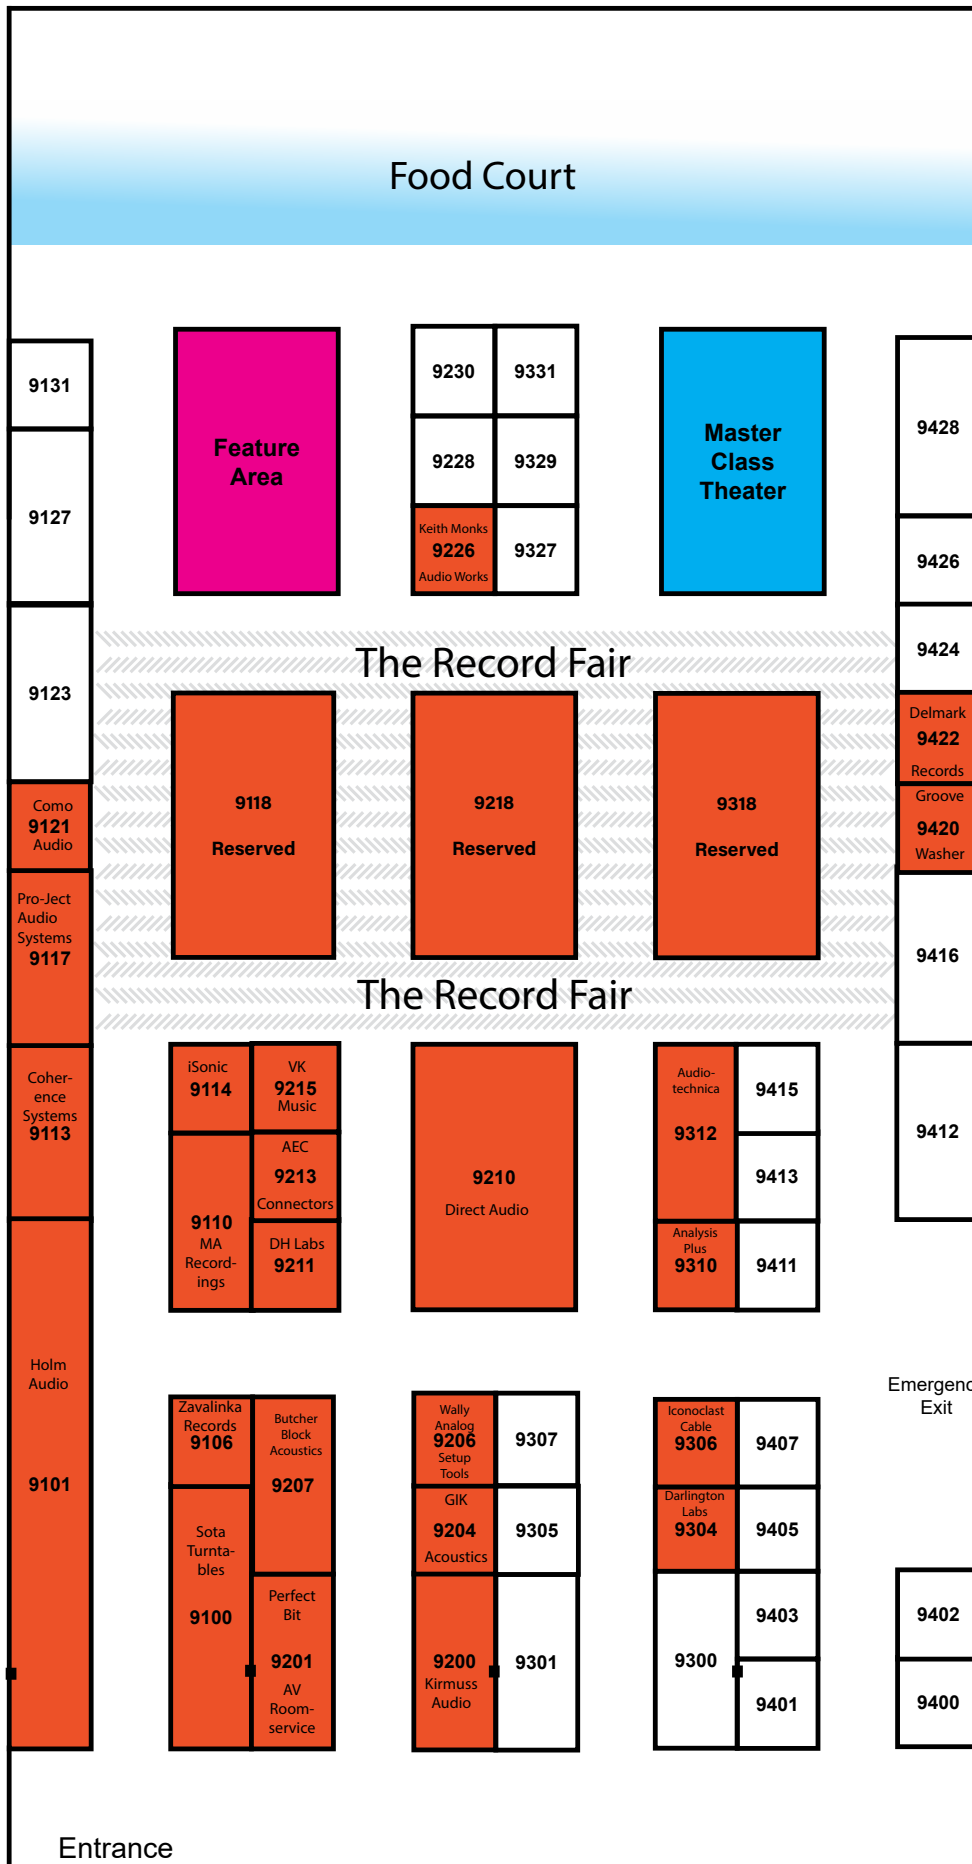 Food Court
9131
9127
9123
Como
9121
Audio
Pro-Ject
Audio
Systems
9117
Coher-
ence
Systems
9113
Holm
Audio
9101
Feature
Area
9230
9331
9228
9329
Keith Monks
9226
Audio Works
9327
Master
Class
Theater
9428
9426
9424
Delmark
9422
Records
Groove
9420
Washer
9416
9412
The Record Fair
9118
Reserved
9218
Reserved
9318
Reserved
The Record Fair
iSonic
9114
VK
9215
Music
AEC
9213
Connectors
9110
MA
Record-
ings
DH Labs
9211
9210
Direct Audio
Audio-
technica
9312
9415
9413
Analysis
Plus
9310
9411
Emergenc
Exit
Zavalinka
Records
9106
Butcher
Block
Acoustics
9207
Sota
Turnta-
bles
9100
Perfect
Bit
9201
AV
Room-
service
Wally
Analog
9206
Setup
Tools
9307
GIK
9204
Acoustics
9305
9200
Kirmuss
Audio
9301
Iconoclast
Cable
9306
9407
Darlington
Labs
9304
9405
9300
9403
9401
9402
9400
Entrance